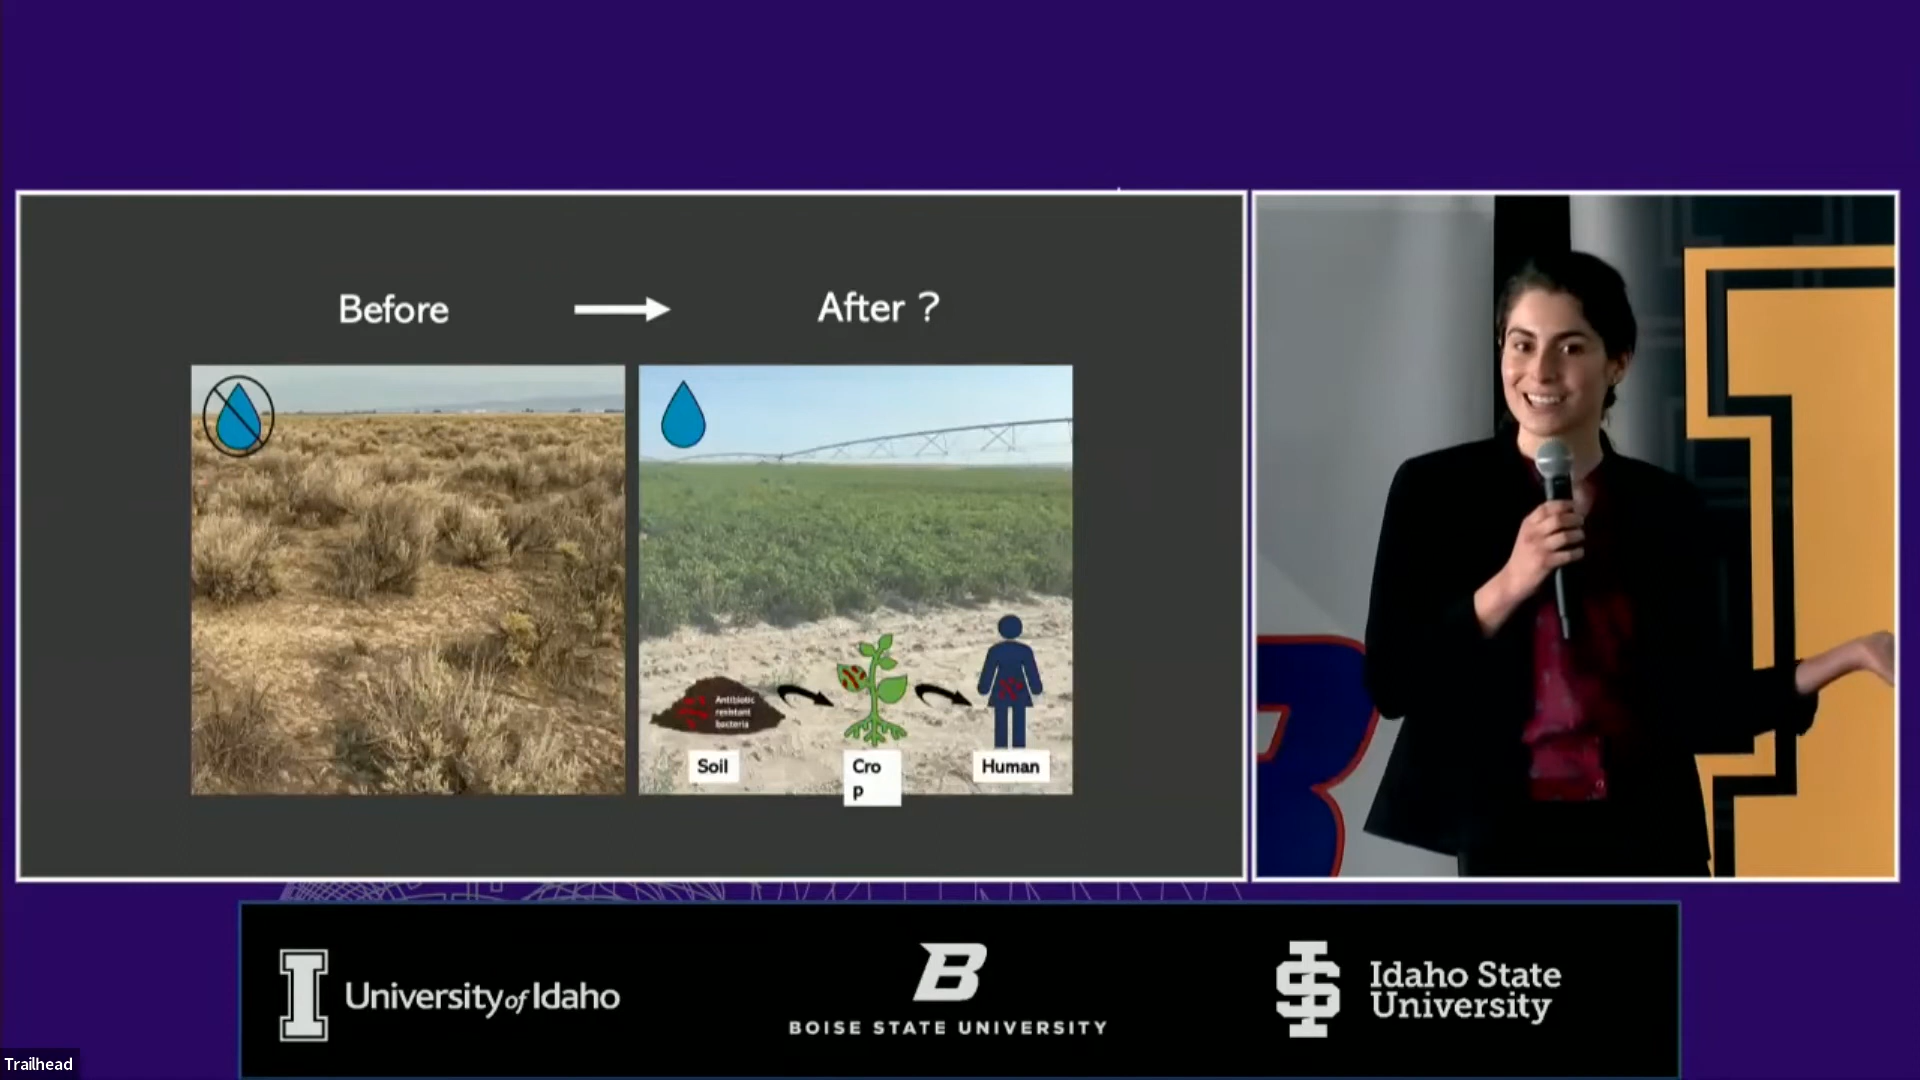 Before
After ?
Antibiotic
resistant
bacteria
Soil
Cro
p
Human
I
University of Idaho
B
BOISE STATE UNIVERSITY
Idaho State
University
Trailhead